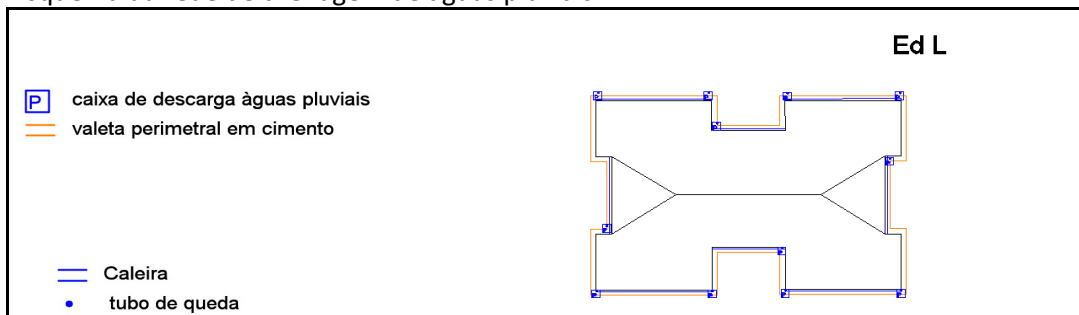 Ed L
P caixa de descarga àguas pluviais
valeta perimetral em cimento
Caleira
tubo de queda